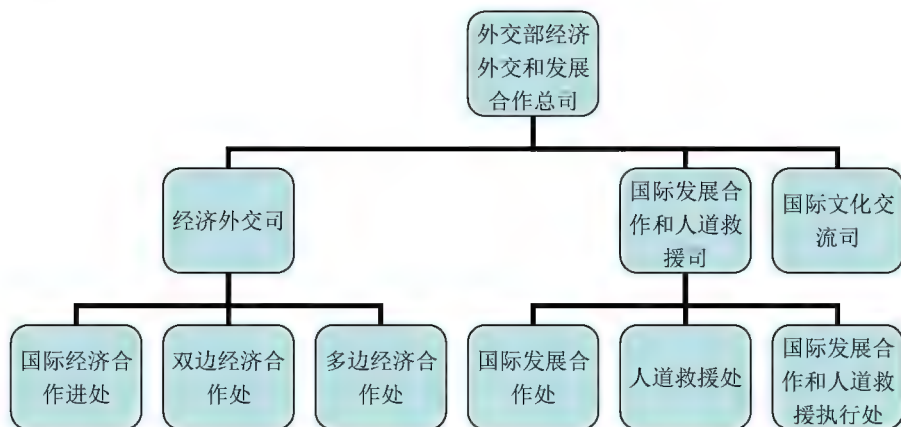 外交部经济
外交和发展
合作总司
经济外交司
国际发展合
作和人道救
援司
国际文化交
流司
国际经济合
作进处
双边经济合
作处
多边经济合
作处
国际发展合
作处
人道救援处
国际发展合
作和人道救
援执行处